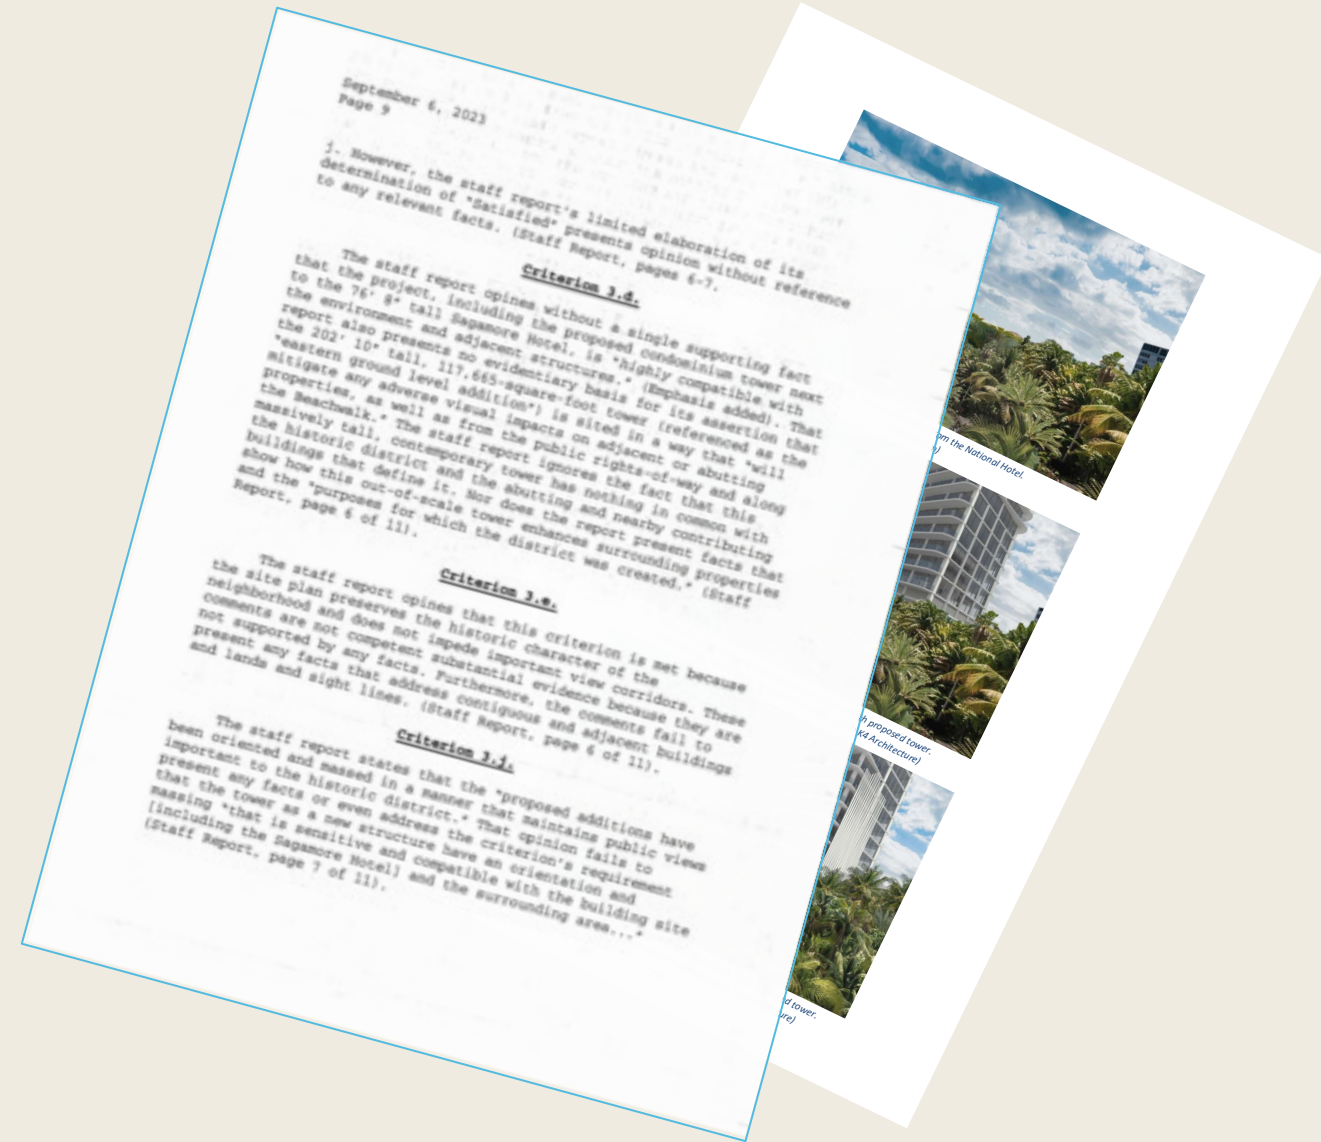 September 6, 2023
Page 9
j. However, the staff report's limited elaboration of its
determination of "Satisfied" presents opinion without reference
to any relevant facts. (Staff Report, pages 6-7.
Criterion 3.d.
The staff report opines without a single supporting fact
that the project, including the proposed condominium tower next
to the 76' 8" tall Sagamore Hotel, is "highly compatible with
the environment and adjacent structures." (Emphasis added). That
report also presents no evidentiary basis for its assertion that
the 202' 10" tall, 117,665-square-foot tower (referenced as the
"eastern ground level addition") is sited in a way that "will
mitigate any adverse visual impacts on adjacent or abutting
properties, as well as from the public rights-of-way and along
the Beachwalk." The staff report ignores the fact that this
massively tall, contemporary tower has nothing in common with
the historic district and the abutting and nearby contributing
buildings that define it. Nor does the report present facts that
show how this out-of-scale tower enhances surrounding properties
and the "purposes for which the district was created." (Staff
Report, page 6 of 11).
Criterion 3.e.
The staff report opines that this criterion is met because
the site plan preserves the historic character of the
neighborhood and does not impede important view corridors. These
comments are not competent substantial evidence because they are
not supported by any facts. Furthermore, the comments fail to
present any facts that address contiguous and adjacent buildings
and lands and sight lines. (Staff Report, page 6 of 11).
Criterion 3.j.
The staff report states that the "proposed additions have
been oriented and massed in a manner that maintains public views
important to the historic district." That opinion fails to
present any facts or even address the criterion's requirement
that the tower as a new structure have an orientation and
massing "that is sensitive and compatible with the building site
[including the Sagamore Hotel] and the surrounding area..."
(Staff Report, page 7 of 11).
from the National Hotel.
proposed tower.
K4 Architecture)
tower.